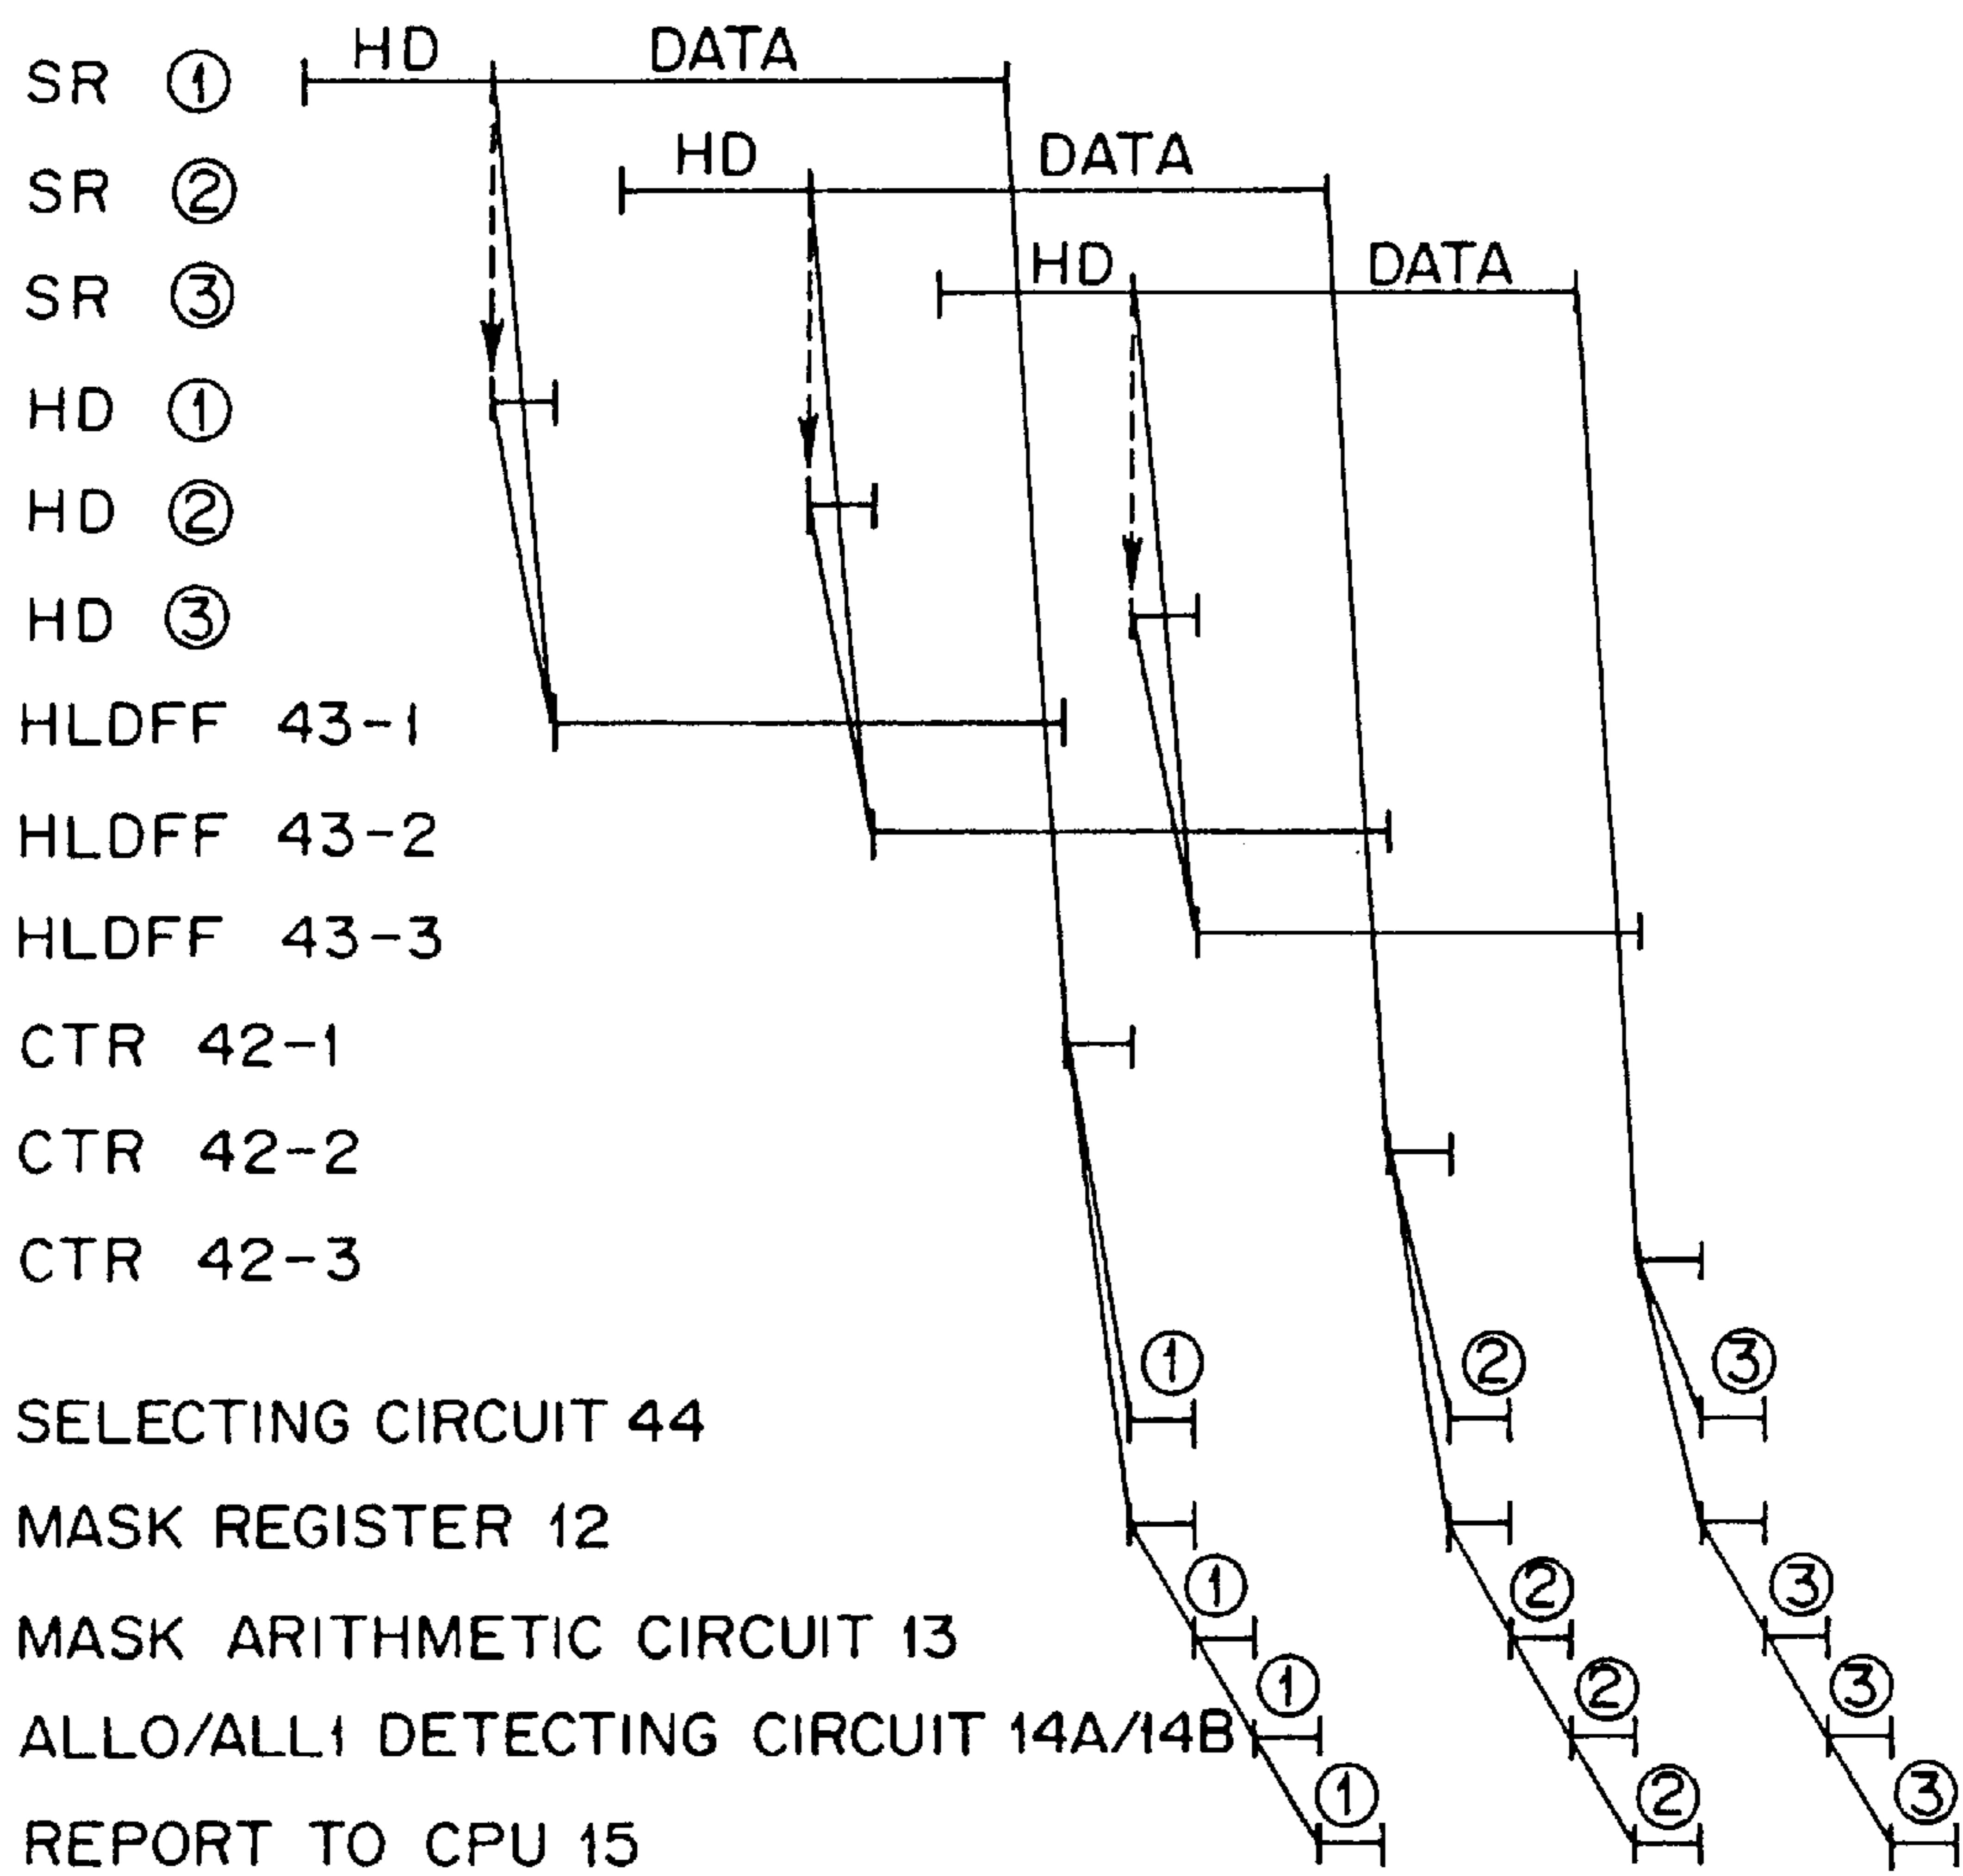 SR ① HD DATA
SR ② HD DATA
SR ③ HD DATA
HD ①
HD ②
HD ③
HLDFF 43-1
HLDFF 43-2
HLDFF 43-3
CTR 42-1
CTR 42-2
CTR 42-3
① ② ③
SELECTING CIRCUIT 44
MASK REGISTER 12
① ② ③
MASK ARITHMETIC CIRCUIT 13
① ② ③
ALL0/ALL1 DETECTING CIRCUIT 14A/14B
① ② ③
REPORT TO CPU 15